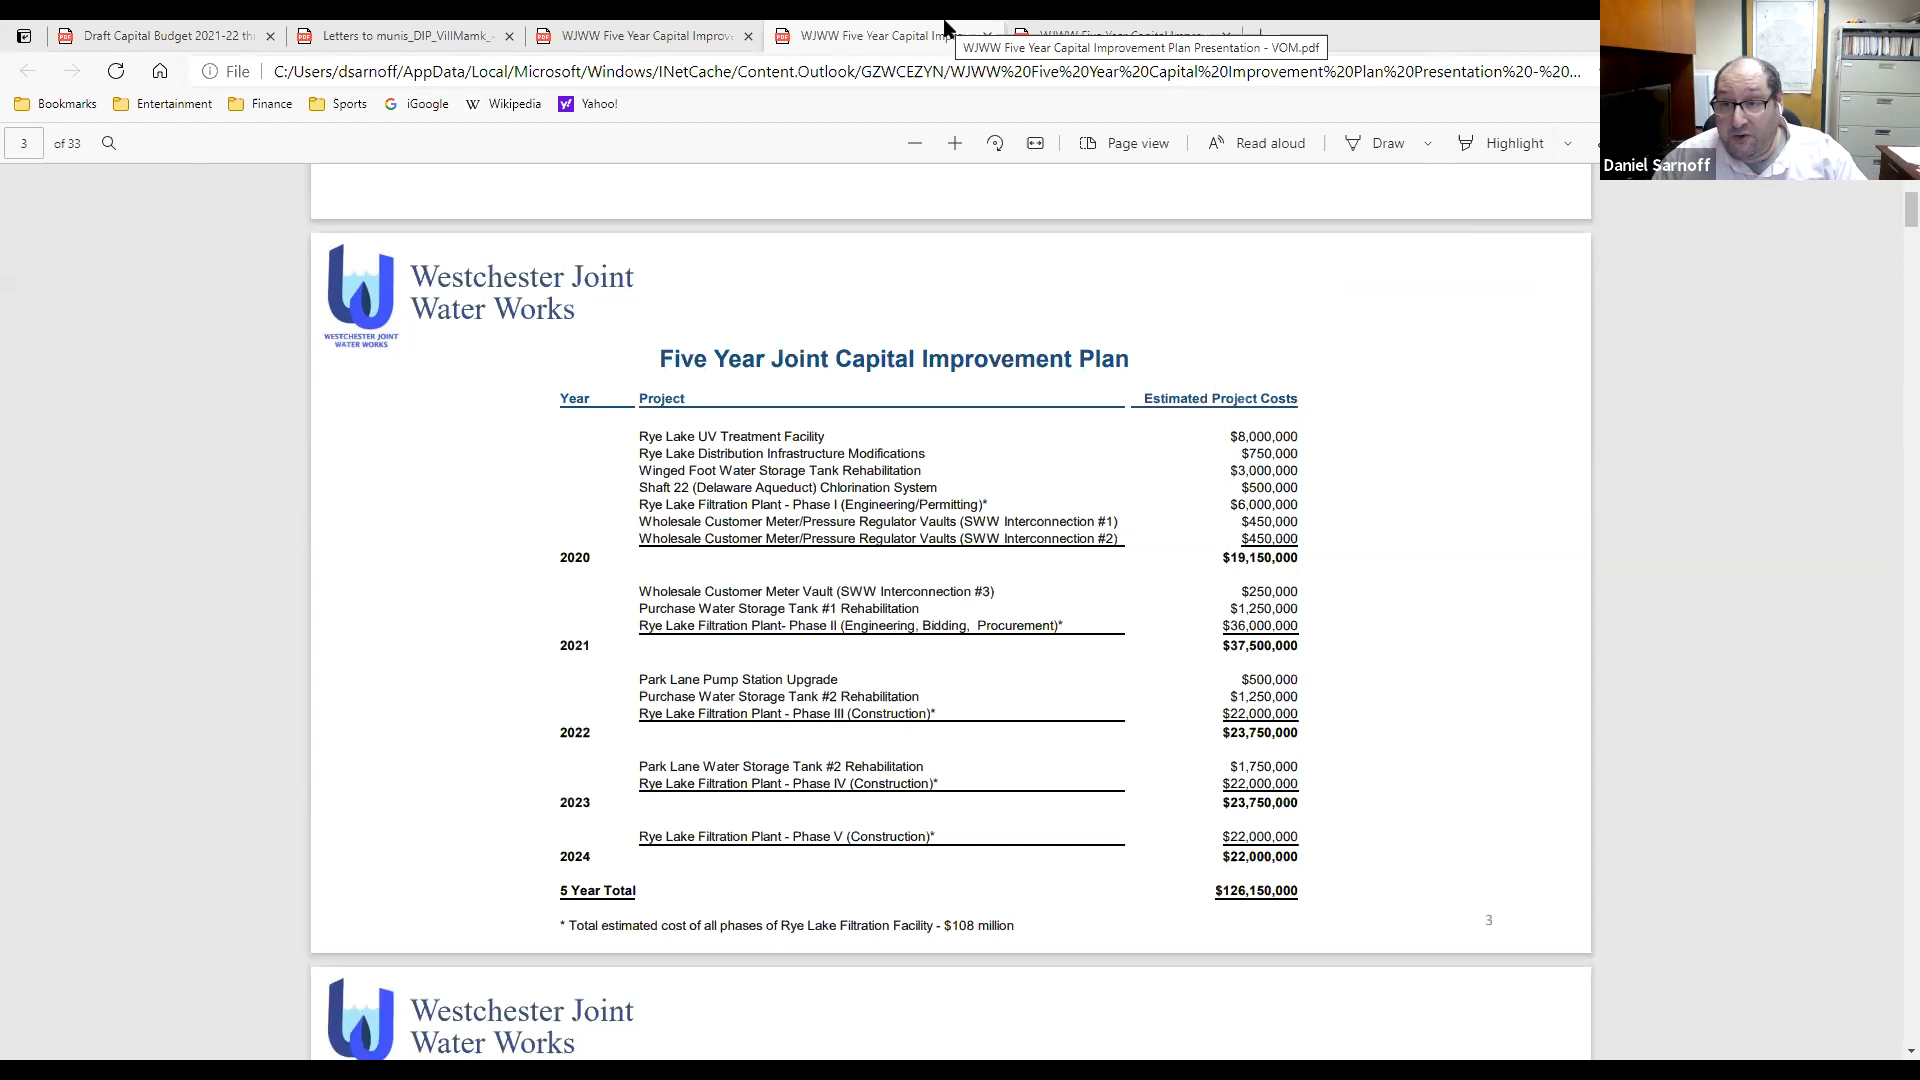 Draft Capital Budget 2021-22 th
Letters to munis_DIP_VillMamk_
WJWW Five Year Capital Improve
WJWW Five Year Capital Imp
WJWW Five Year Capital Improvement Plan Presentation - VOM.pdf
File
C:/Users/dsarnoff/AppData/Local/Microsoft/Windows/INetCache/Content.Outlook/GZWCEZYN/WJWW%20Five%20Year%20Capital%20Improvement%20Plan%20Presentation%20-%20...
Bookmarks
Entertainment
Finance
Sports
iGoogle
Wikipedia
Yahoo!
3 of 33
Page view
Read aloud
Draw
Highlight
Daniel Sarnoff
Westchester Joint
Water Works
WESTCHESTER JOINT
WATER WORKS
Five Year Joint Capital Improvement Plan
Year Project Estimated Project Costs
Rye Lake UV Treatment Facility $8,000,000
Rye Lake Distribution Infrastructure Modifications $750,000
Winged Foot Water Storage Tank Rehabilitation $3,000,000
Shaft 22 (Delaware Aqueduct) Chlorination System $500,000
Rye Lake Filtration Plant - Phase I (Engineering/Permitting)* $6,000,000
Wholesale Customer Meter/Pressure Regulator Vaults (SWW Interconnection #1) $450,000
Wholesale Customer Meter/Pressure Regulator Vaults (SWW Interconnection #2) $450,000
2020 $19,150,000
Wholesale Customer Meter Vault (SWW Interconnection #3) $250,000
Purchase Water Storage Tank #1 Rehabilitation $1,250,000
Rye Lake Filtration Plant- Phase II (Engineering, Bidding, Procurement)* $36,000,000
2021 $37,500,000
Park Lane Pump Station Upgrade $500,000
Purchase Water Storage Tank #2 Rehabilitation $1,250,000
Rye Lake Filtration Plant - Phase III (Construction)* $22,000,000
2022 $23,750,000
Park Lane Water Storage Tank #2 Rehabilitation $1,750,000
Rye Lake Filtration Plant - Phase IV (Construction)* $22,000,000
2023 $23,750,000
Rye Lake Filtration Plant - Phase V (Construction)* $22,000,000
2024 $22,000,000
5 Year Total $126,150,000
* Total estimated cost of all phases of Rye Lake Filtration Facility - $108 million
3
Westchester Joint
Water Works